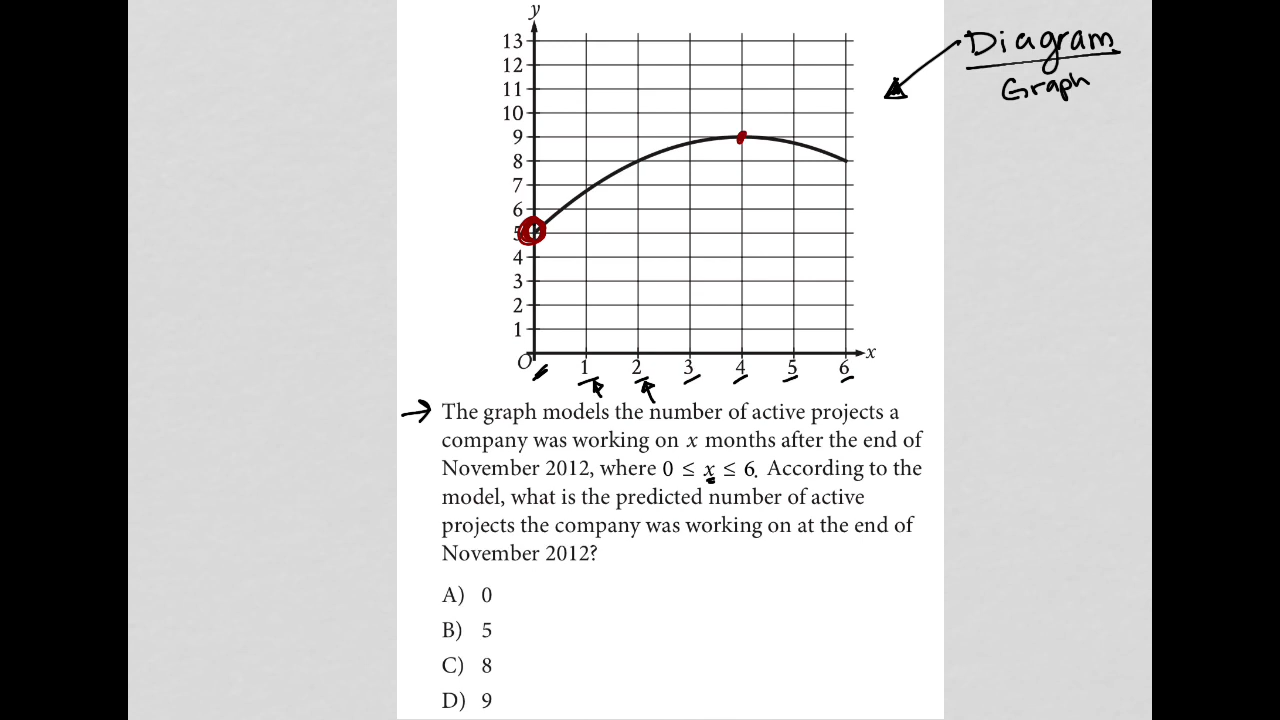 y
13
12
11
10
9
8
7
6
5
4
3
2
1
O 1 2 3 4 5 6 x
Diagram
Graph
The graph models the number of active projects a
company was working on x months after the end of
November 2012, where 0 ≤ x ≤ 6. According to the
model, what is the predicted number of active
projects the company was working on at the end of
November 2012?
A) 0
B) 5
C) 8
D) 9